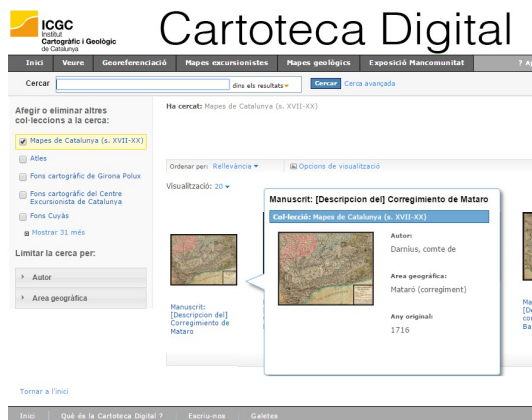 ICGC
Institut
Cartogràfic i Geològic
de Catalunya
Cartoteca Digital
Inici Veure Georeferenciació Mapes excursionistes Mapes geològics Exposició Mancomunitat
Cercar dins els resultats Cercar Cerca avançada
Afegir o eliminar altres
col·leccions a la cerca:
Mapes de Catalunya (s. XVII-XX)
Atles
Fons cartogràfic de Girona Polux
Fons cartogràfic del Centre
Excursionista de Catalunya
Fons Cuyàs
Mostrar 31 més
Limitar la cerca per:
Autor
Area geogràfica
Ha cercat: Mapes de Catalunya (s. XVII-XX)
Ordenar per: Rellevància Opcions de visualització
Visualització: 20
Manuscrit:
[Descripcion del]
Corregimiento de
Mataro
Manuscrit: [Descripcion del] Corregimiento de Mataro
Col·lecció: Mapes de Catalunya (s. XVII-XX)
Autor:
Darnius, comte de
Area geogràfica:
Mataró (corregiment)
Any original:
1716
Tornar a l'inici
Inici Què és la Cartoteca Digital ? Escriu-nos Galetes